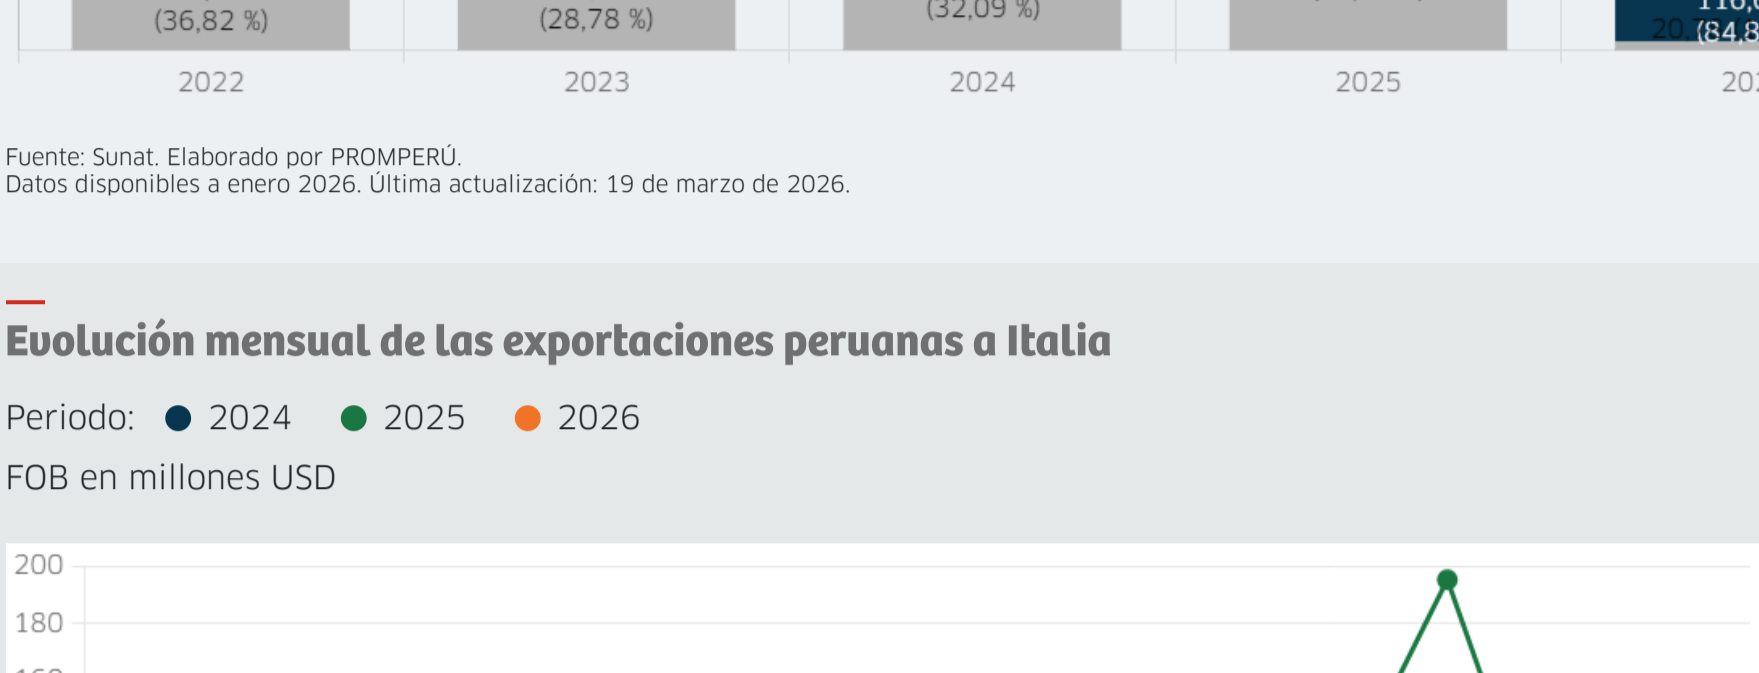 (36,82 %)
(28,78 %)
(32,09 %)
(84,8
2022
2023
2024
2025
Fuente: Sunat. Elaborado por PROMPERÚ.
Datos disponibles a enero 2026. Última actualización: 19 de marzo de 2026.
Evolución mensual de las exportaciones peruanas a Italia
Periodo: 2024 2025 2026
FOB en millones USD
200
180